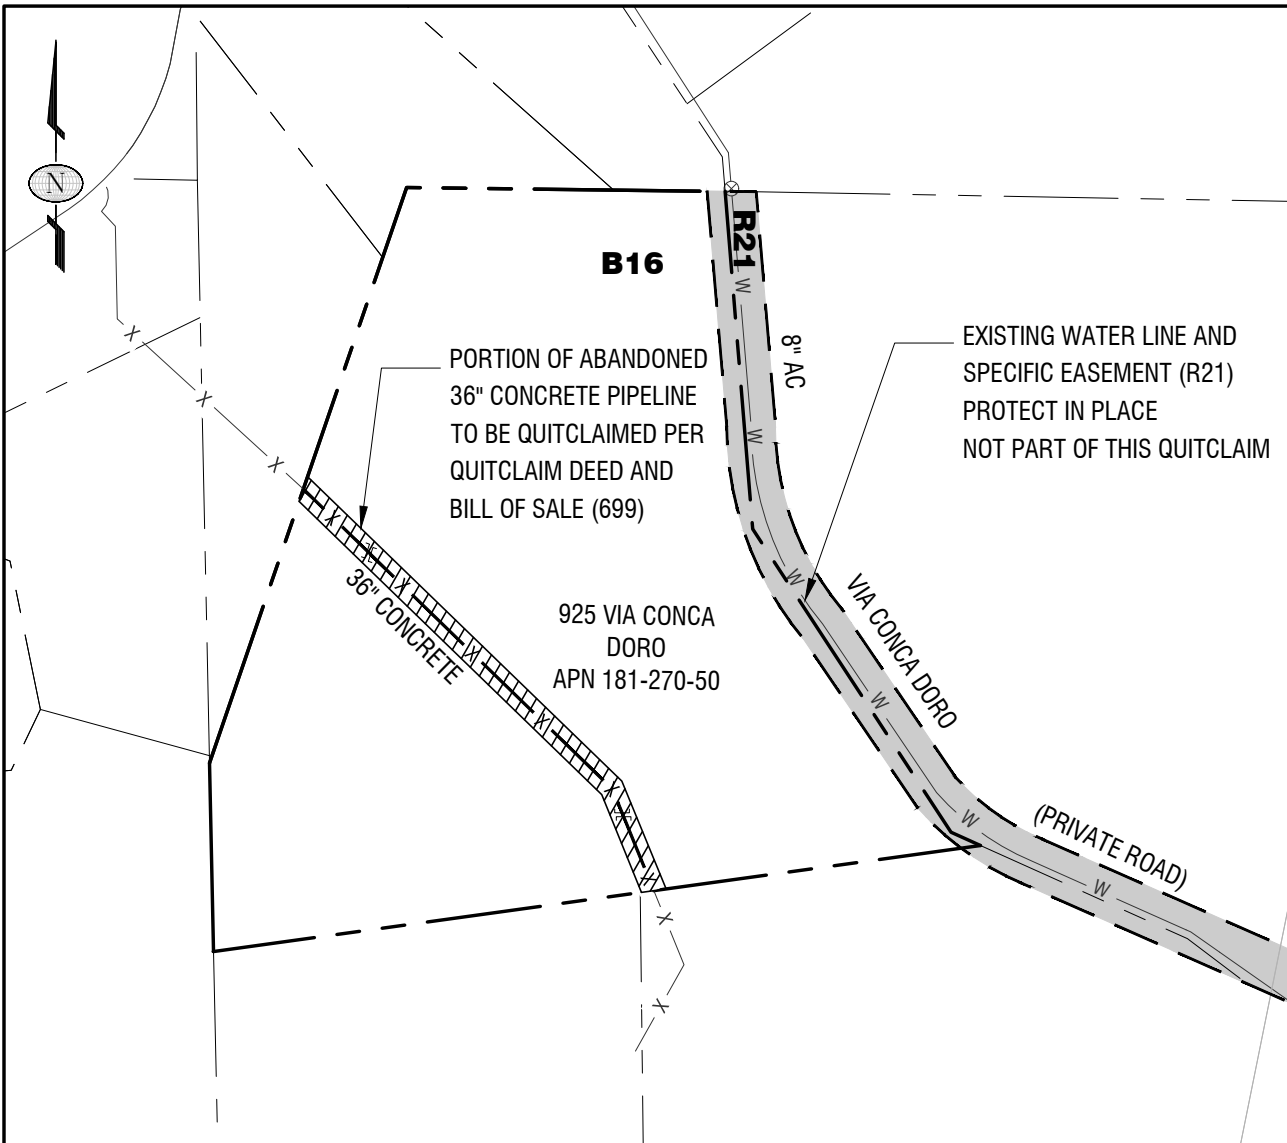 N
B16
R21
W
8" AC
PORTION OF ABANDONED
36" CONCRETE PIPELINE
TO BE QUITCLAIMED PER
QUITCLAIM DEED AND
BILL OF SALE (699)
EXISTING WATER LINE AND
SPECIFIC EASEMENT (R21)
PROTECT IN PLACE
NOT PART OF THIS QUITCLAIM
X
X
X
X
X
X
X
X
X
X
X
X
36" CONCRETE
925 VIA CONCA
DORO
APN 181-270-50
W
W
W
W
W
VIA CONCA DORO
(PRIVATE ROAD)